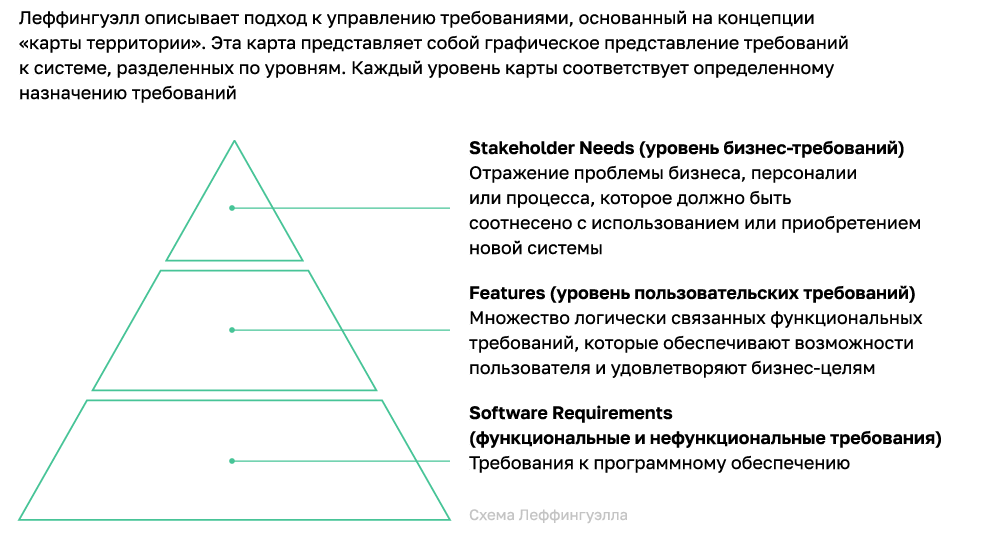 Леффингуэлл описывает подход к управлению требованиями, основанный на концепции
«карты территории». Эта карта представляет собой графическое представление требований
к системе, разделенных по уровням. Каждый уровень карты соответствует определенному
назначению требований
Stakeholder Needs (уровень бизнес-требований)
Отражение проблемы бизнеса, персоналии
или процесса, которое должно быть
соотнесено с использованием или приобретением
новой системы
Features (уровень пользовательских требований)
Множество логически связанных функциональных
требований, которые обеспечивают возможности
пользователя и удовлетворяют бизнес-целям
Software Requirements
(функциональные и нефункциональные требования)
Требования к программному обеспечению
Схема Леффингуэлла